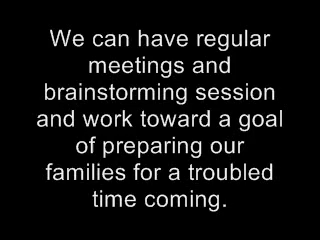 We can have regular
meetings and
brainstorming session
and work toward a goal
of preparing our
families for a troubled
time coming.